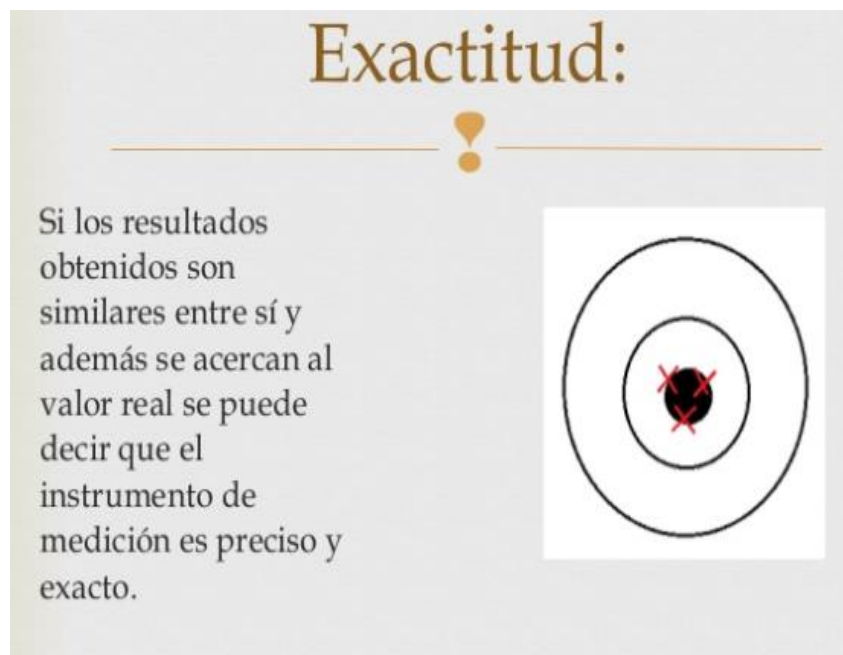 Exactitud:
Si los resultados
obtenidos son
similares entre sí y
además se acercan al
valor real se puede
decir que el
instrumento de
medición es preciso y
exacto.